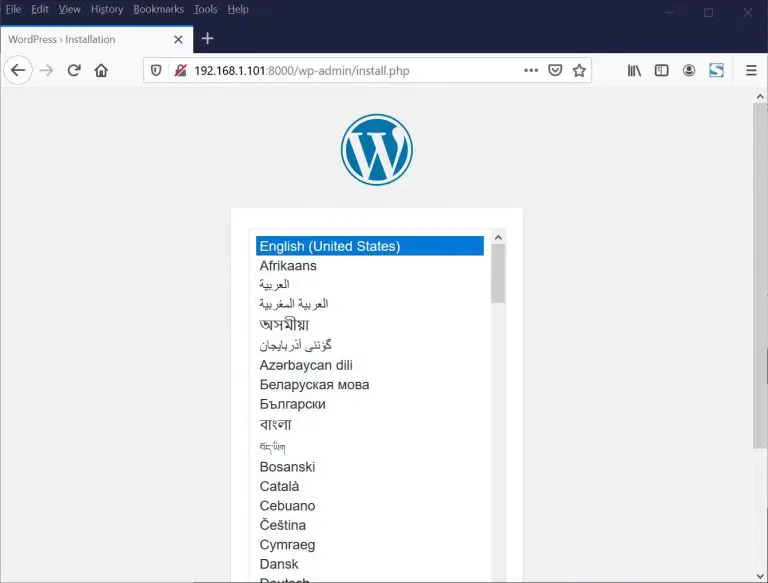 File Edit View History Bookmarks Tools Help
WordPress › Installation
192.168.1.101:8000/wp-admin/install.php
English (United States)
Afrikaans
العربية
العربية المغربية
অসমীয়া
گؤنئی آذربایجان
Azərbaycan dili
Беларуская мова
Български
বাংলা
བོད་ཡིག
Bosanski
Català
Cebuano
Čeština
Cymraeg
Dansk
Deutsch